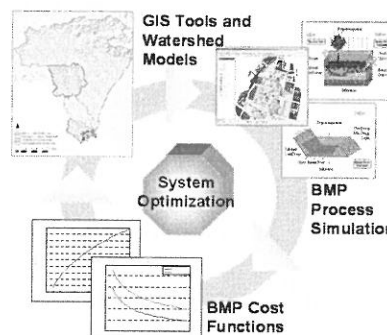 GIS Tools and
Watershed
Models
System
Optimization
BMP
Process
Simulation
BMP Cost
Functions